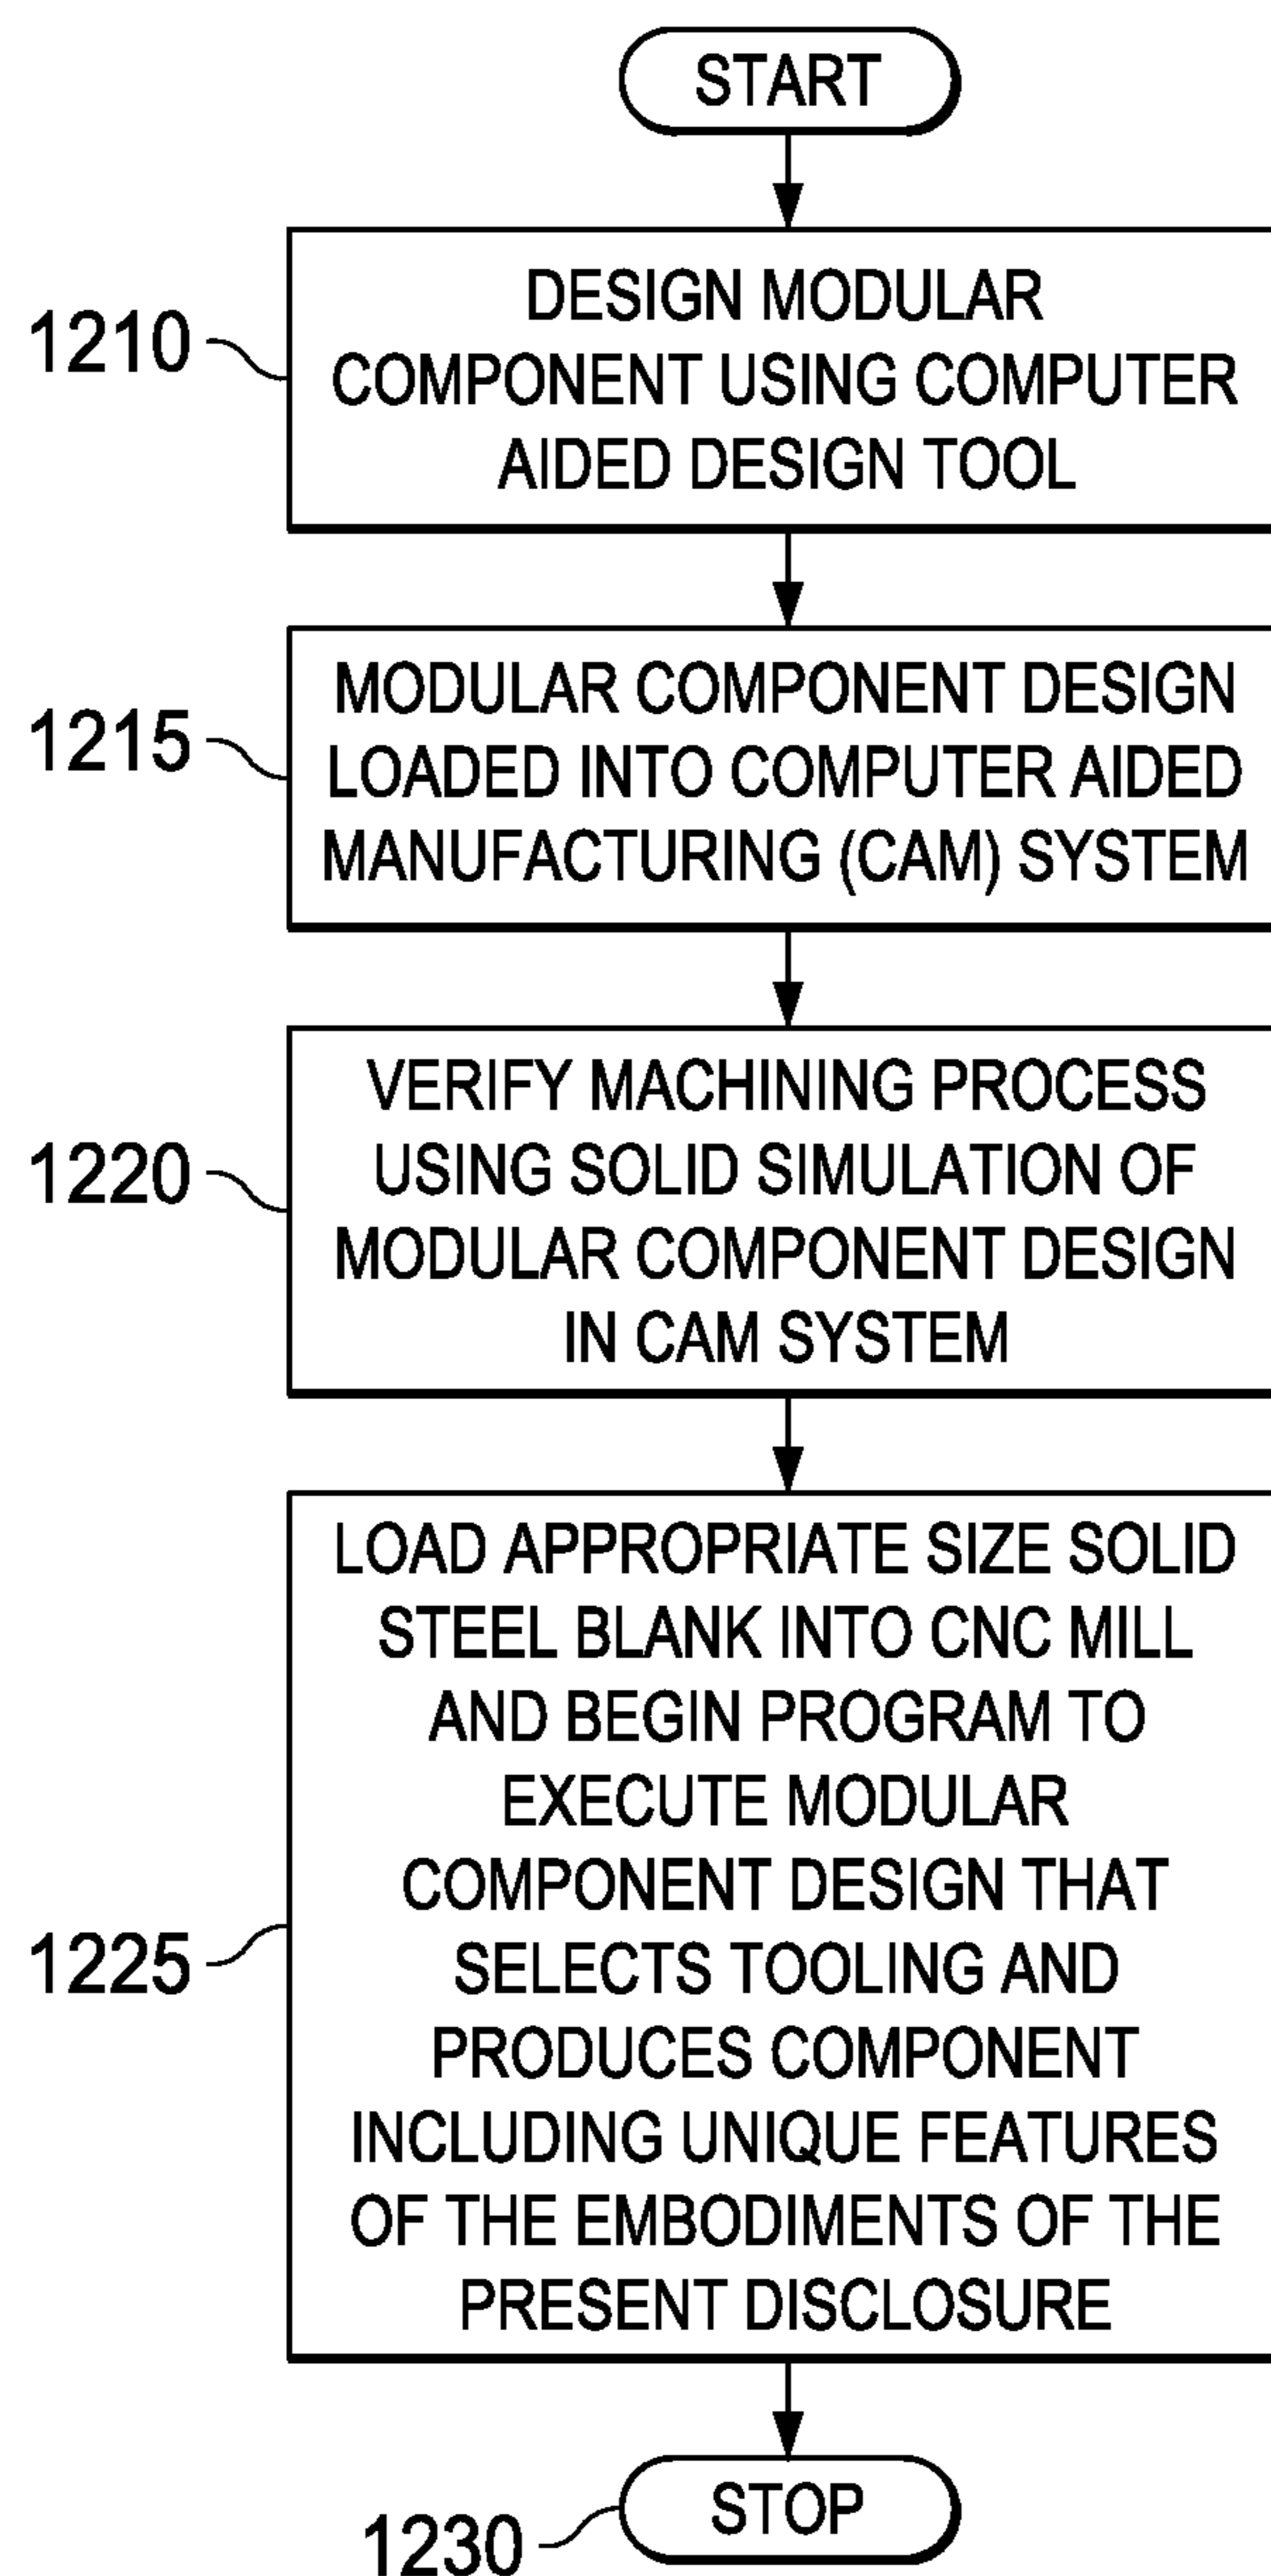 START
1210
DESIGN MODULAR
COMPONENT USING COMPUTER
AIDED DESIGN TOOL
1215
MODULAR COMPONENT DESIGN
LOADED INTO COMPUTER AIDED
MANUFACTURING (CAM) SYSTEM
1220
VERIFY MACHINING PROCESS
USING SOLID SIMULATION OF
MODULAR COMPONENT DESIGN
IN CAM SYSTEM
1225
LOAD APPROPRIATE SIZE SOLID
STEEL BLANK INTO CNC MILL
AND BEGIN PROGRAM TO
EXECUTE MODULAR
COMPONENT DESIGN THAT
SELECTS TOOLING AND
PRODUCES COMPONENT
INCLUDING UNIQUE FEATURES
OF THE EMBODIMENTS OF THE
PRESENT DISCLOSURE
1230
STOP